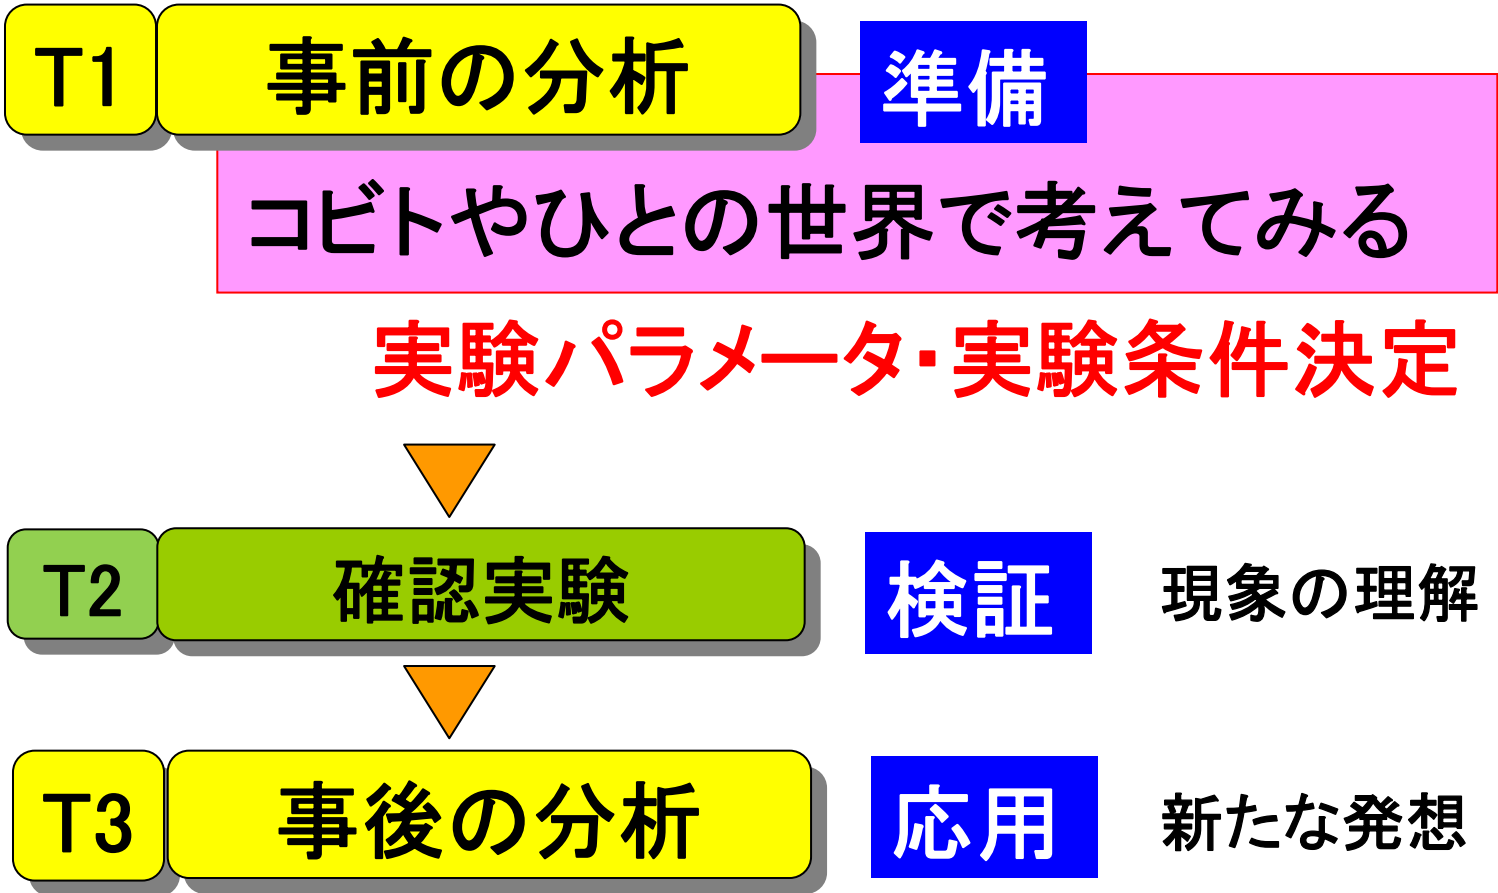 T1 事前の分析 準備
コビトやひとの世界で考えてみる
実験パラメータ・実験条件決定
T2 確認実験 検証 現象の理解
T3 事後の分析 応用 新たな発想